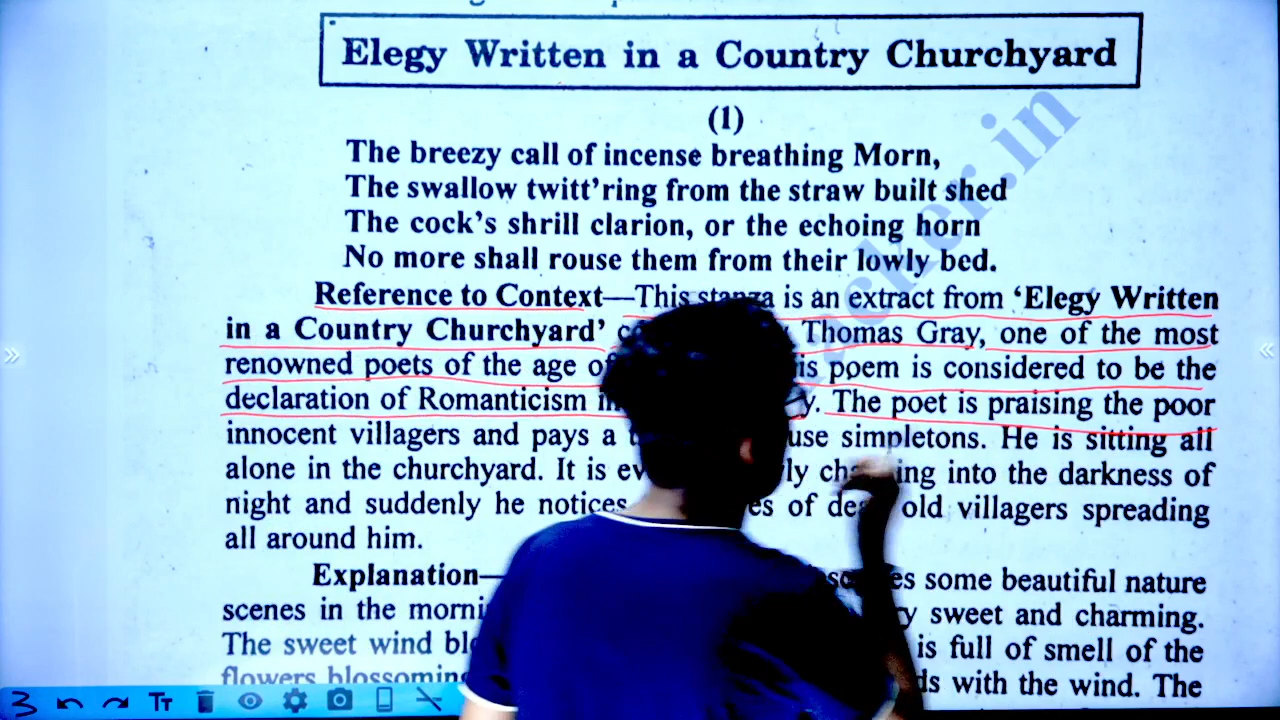 Elegy Written in a Country Churchyard
(1)
The breezy call of incense breathing Morn,
The swallow twitt'ring from the straw built shed
The cock's shrill clarion, or the echoing horn
No more shall rouse them from their lowly bed.
Reference to Context—This stanza is an extract from 'Elegy Written
in a Country Churchyard' Thomas Gray, one of the most
renowned poets of the age is poem is considered to be the
declaration of Romanticism The poet is praising the poor
innocent villagers and pays a simpletons. He is sitting all
alone in the churchyard. It is into the darkness of
night and suddenly he notices of old villagers spreading
all around him.
Explanation— some beautiful nature
scenes in the sweet and charming.
The sweet wind is full of smell of the
flowers with the wind. The
TT